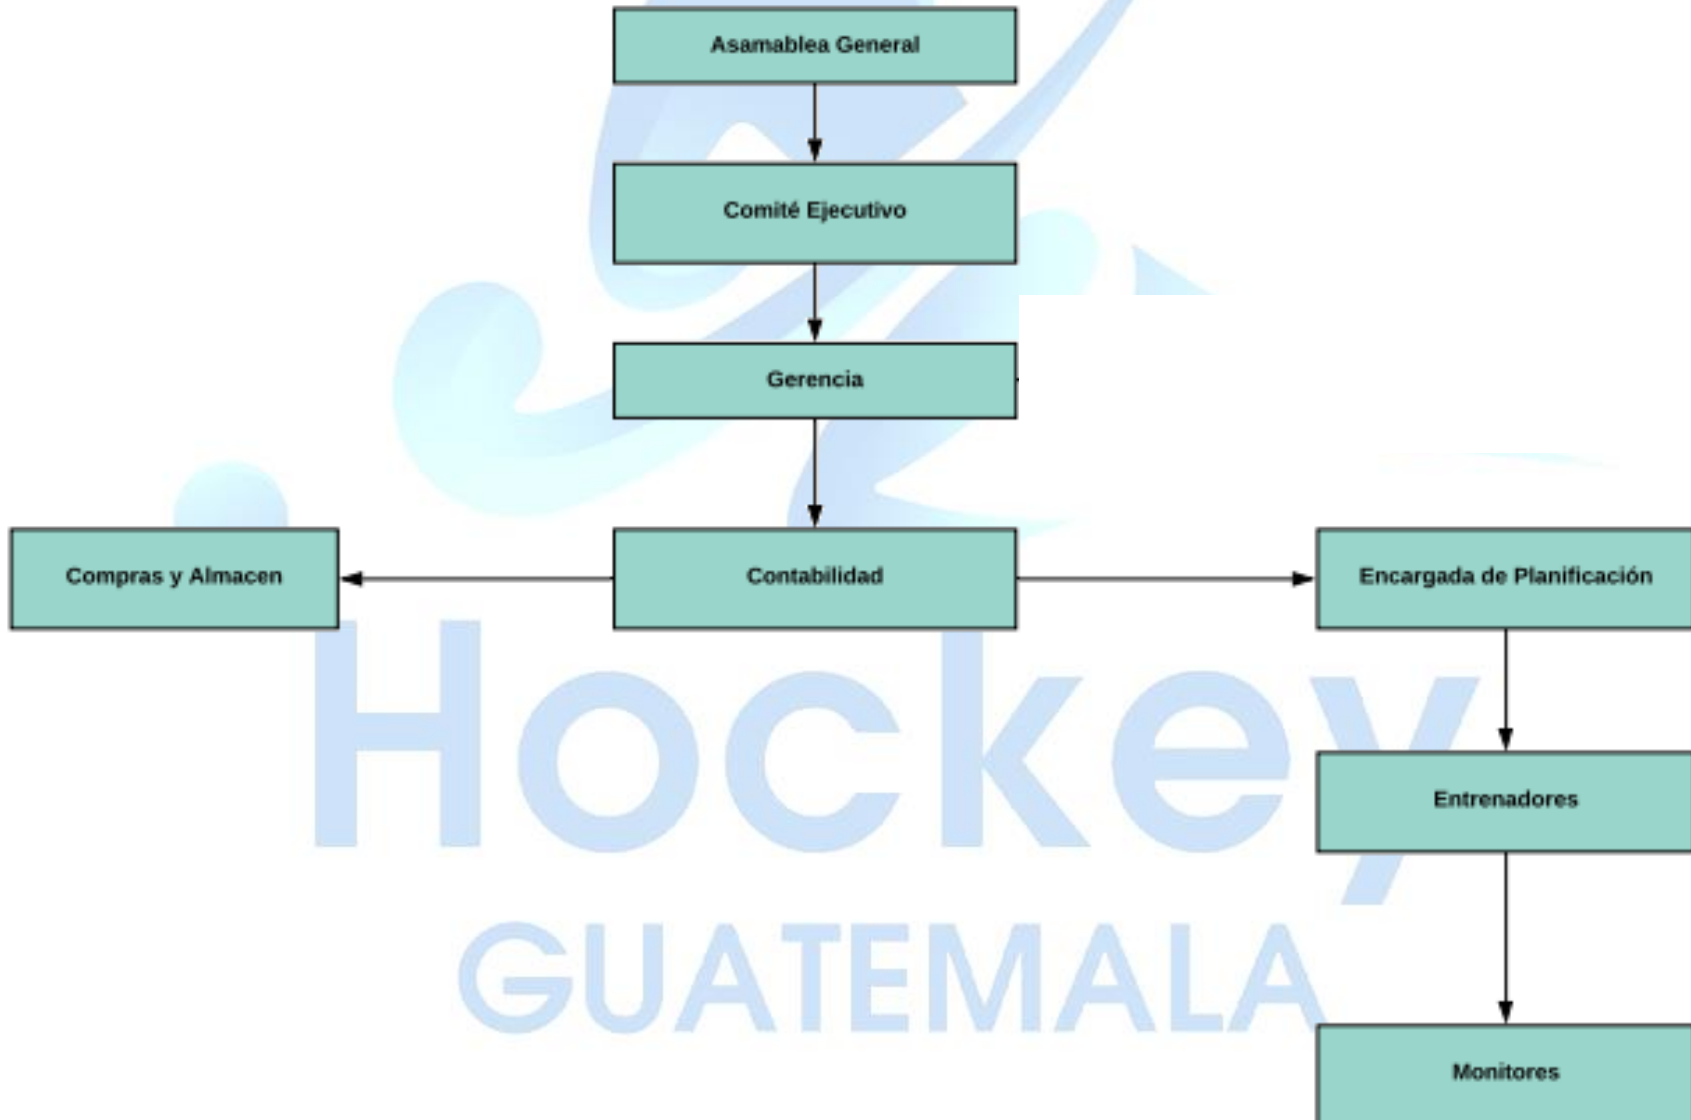 Asamablea General
Comité Ejecutivo
Gerencia
Compras y Almacen
Contabilidad
Encargada de Planificación
Hockey
GUATEMALA
Entrenadores
Monitores